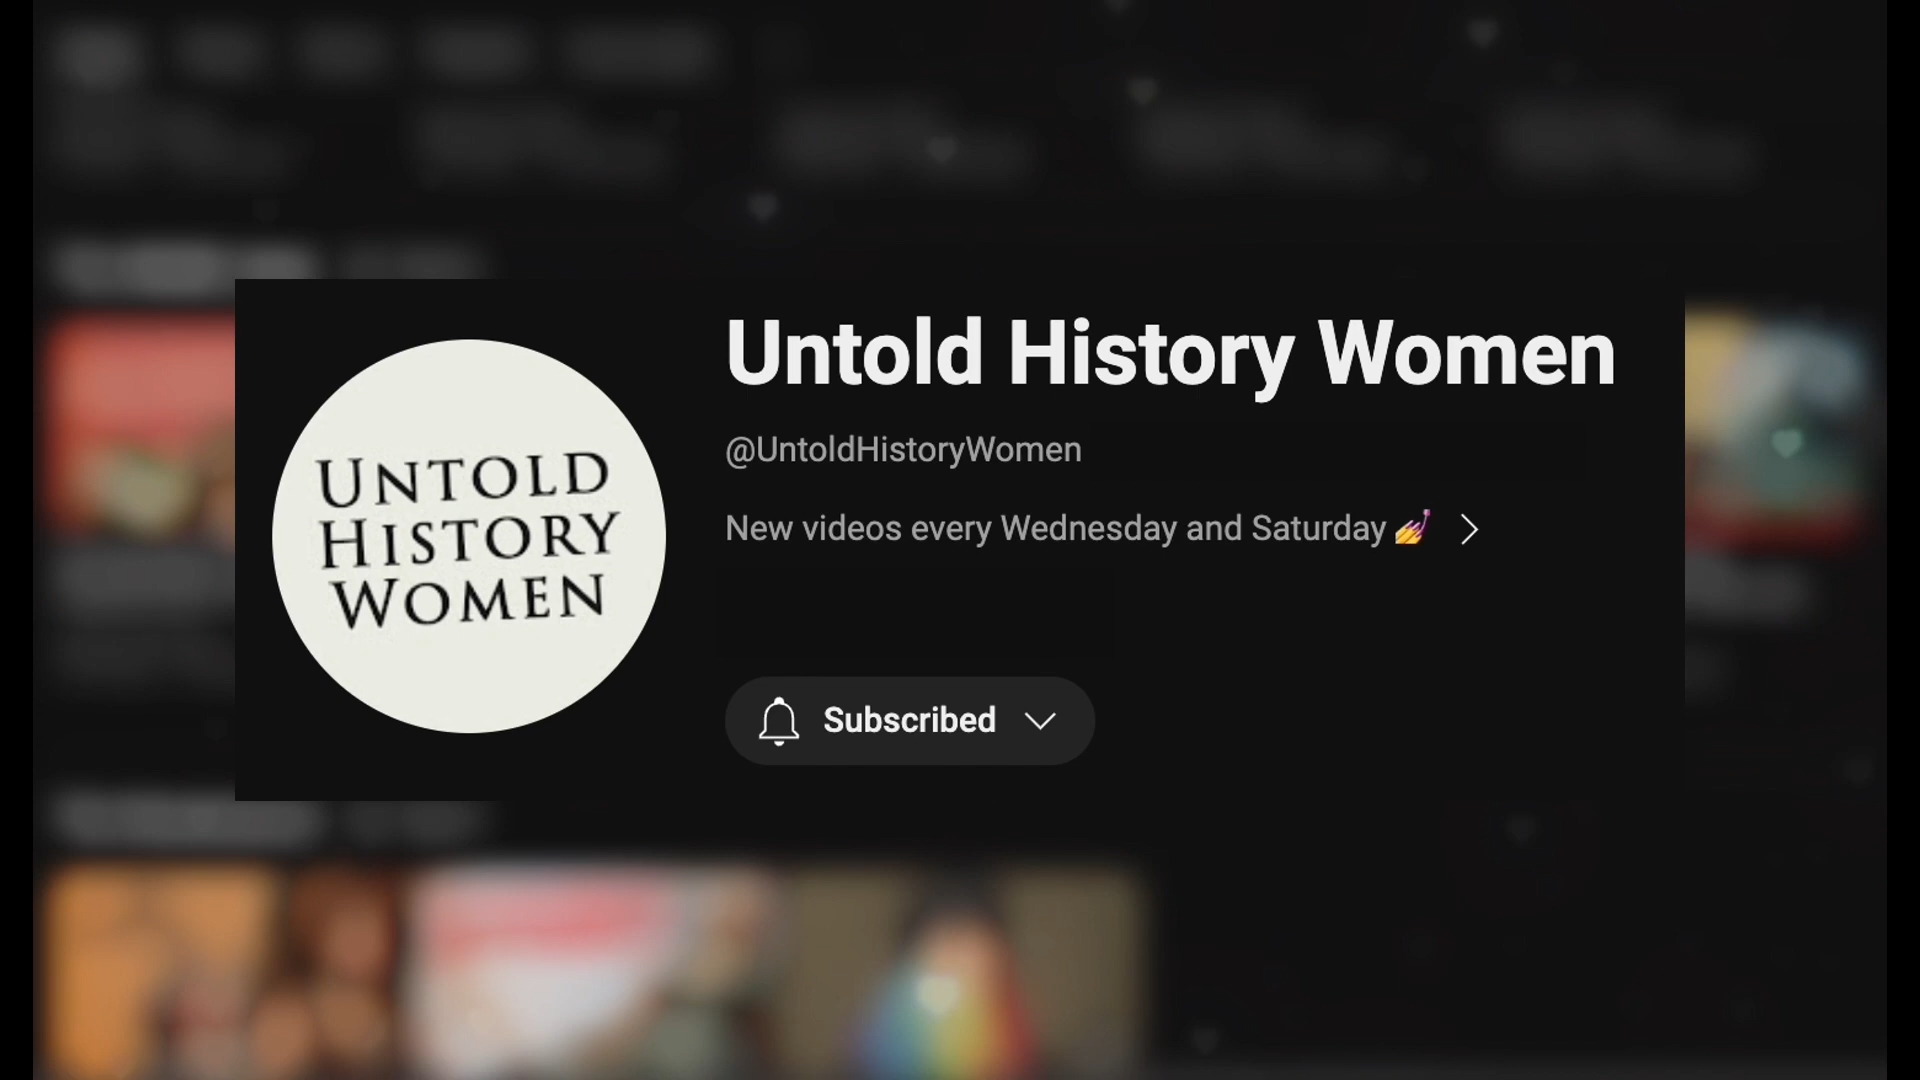 UNTOLD
HISTORY
WOMEN
Untold History Women
@UntoldHistoryWomen
New videos every Wednesday and Saturday 💅
Subscribed